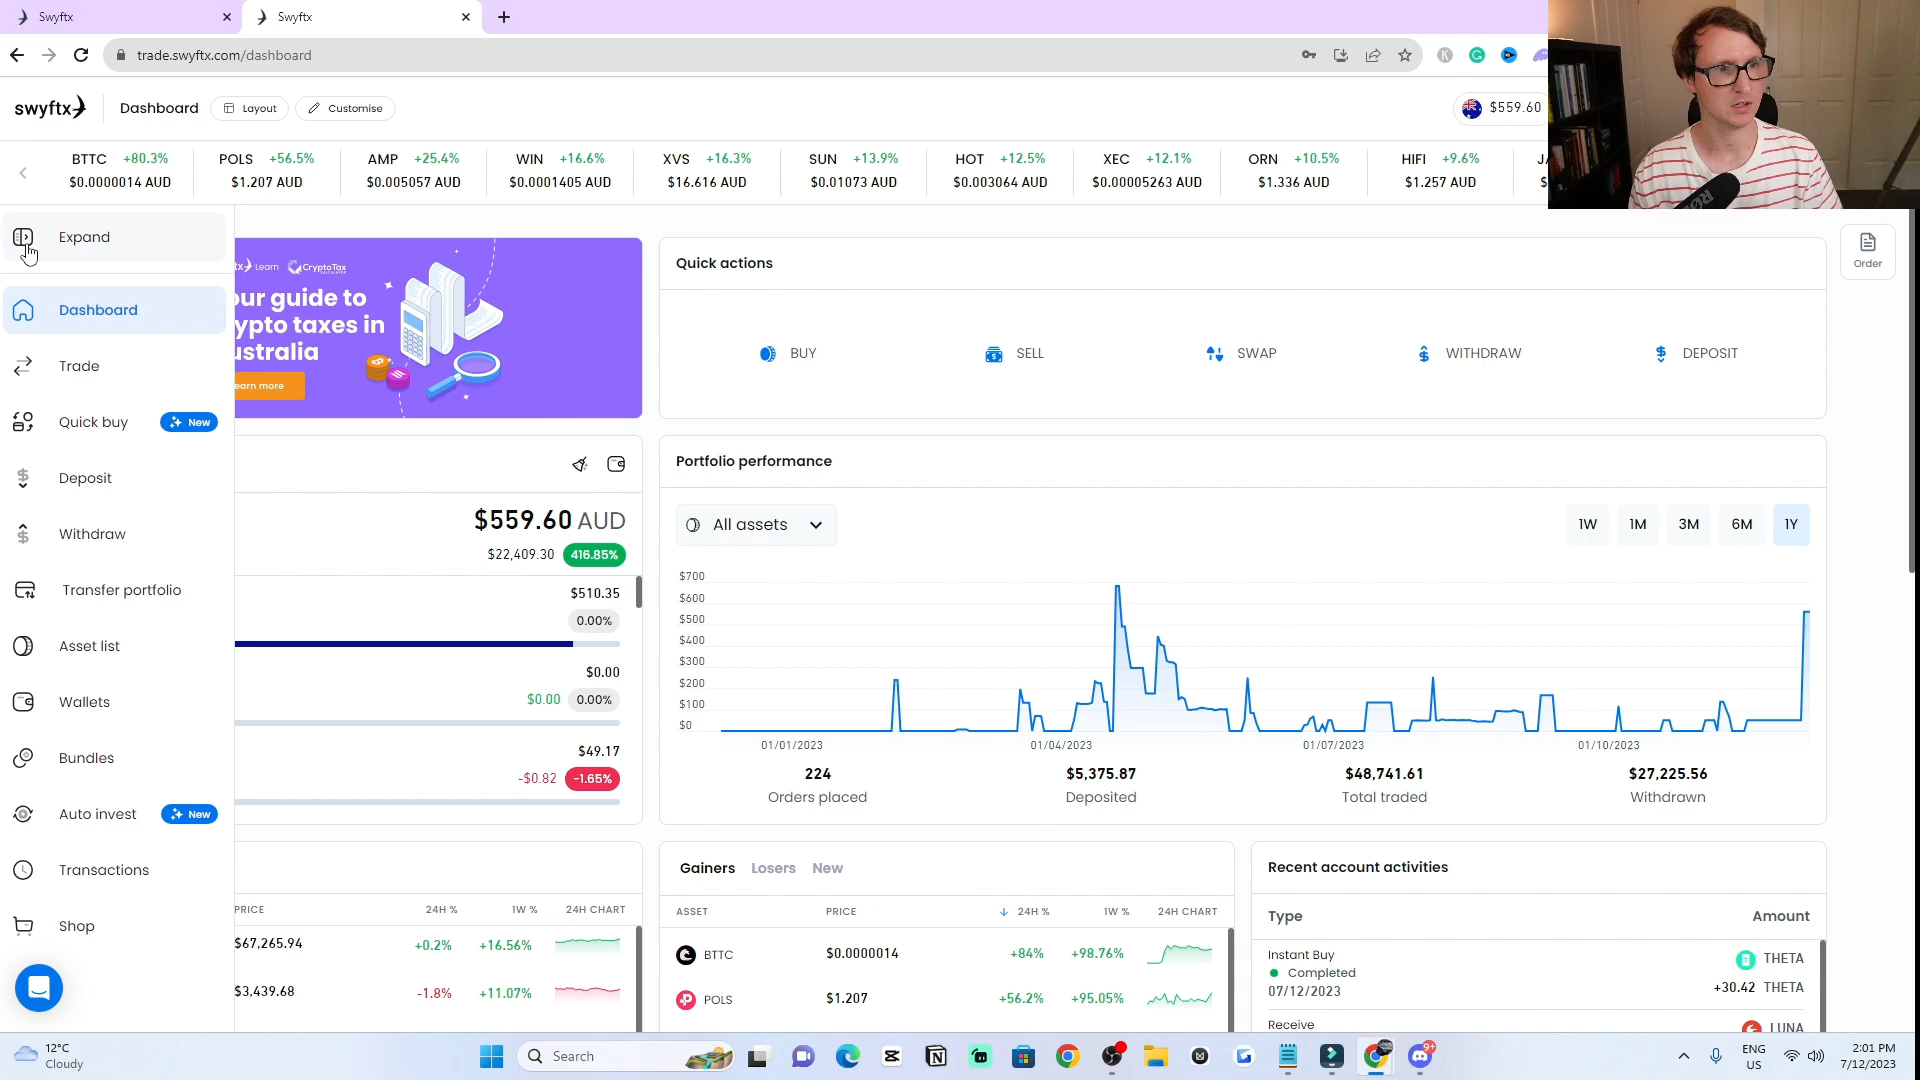 Swyftx
Swyftx
trade.swyftx.com/dashboard
swyftx
Dashboard
Layout
Customise
$559.60
BTTC +80.3%
$0.0000014 AUD
POLS +56.5%
$1.207 AUD
AMP +25.4%
$0.005057 AUD
WIN +16.6%
$0.0001405 AUD
XVS +16.3%
$16.616 AUD
SUN +13.9%
$0.01073 AUD
HOT +12.5%
$0.003064 AUD
XEC +12.1%
$0.00005263 AUD
ORN +10.5%
$1.336 AUD
HIFI +9.6%
$1.257 AUD
Expand
Dashboard
Trade
Quick buy New
Deposit
Withdraw
Transfer portfolio
Asset list
Wallets
Bundles
Auto invest New
Transactions
Shop
Learn CryptoTax
CALCULATOR
our guide to
ypto taxes in
ustralia
earn more
Quick actions
BUY
SELL
SWAP
WITHDRAW
DEPOSIT
Order
$559.60 AUD
$22,409.30 416.85%
$510.35
0.00%
$0.00
$0.00 0.00%
$49.17
-$0.82 -1.65%
Portfolio performance
All assets
1W 1M 3M 6M 1Y
$700
$600
$500
$400
$300
$200
$100
$0
01/01/2023 01/04/2023 01/07/2023 01/10/2023
224
Orders placed
$5,375.87
Deposited
$48,741.61
Total traded
$27,225.56
Withdrawn
PRICE 24H % 1W % 24H CHART
$67,265.94 +0.2% +16.56%
$3,439.68 -1.8% +11.07%
Gainers Losers New
ASSET PRICE 24H % 1W % 24H CHART
BTTC $0.0000014 +84% +98.76%
POLS $1.207 +56.2% +95.05%
Recent account activities
Type Amount
Instant Buy
Completed
07/12/2023
THETA
+30.42 THETA
Receive
LUNA
12°C
Cloudy
Search
9+
ENG
US
2:01 PM
7/12/2023